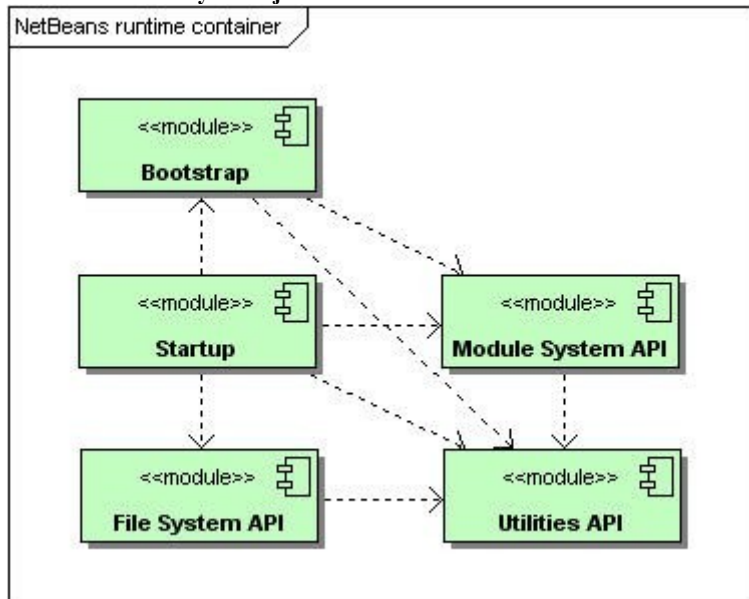 NetBeans runtime container
<<module>>
Bootstrap
<<module>>
Startup
<<module>>
Module System API
<<module>>
File System API
<<module>>
Utilities API